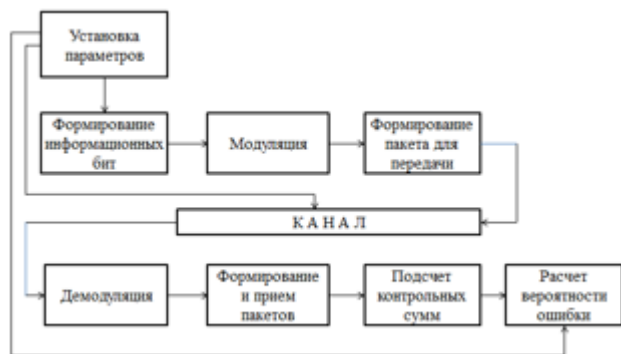 Установка
параметров
Формирование
информационных
бит
Модуляция
Формирование
пакета для
передачи
К А Н А Л
Демодуляция
Формирование
и прием
пакетов
Подсчет
контрольных
сумм
Расчет
вероятности
ошибки